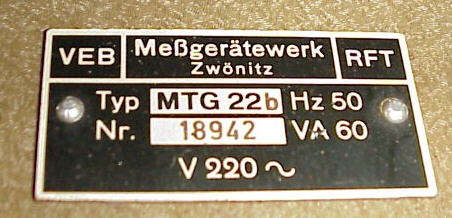 VEB Meßgerätewerk RFT
Zwönitz
Typ MTG 22b Hz 50
Nr. 18942 VA 60
V 220 ~